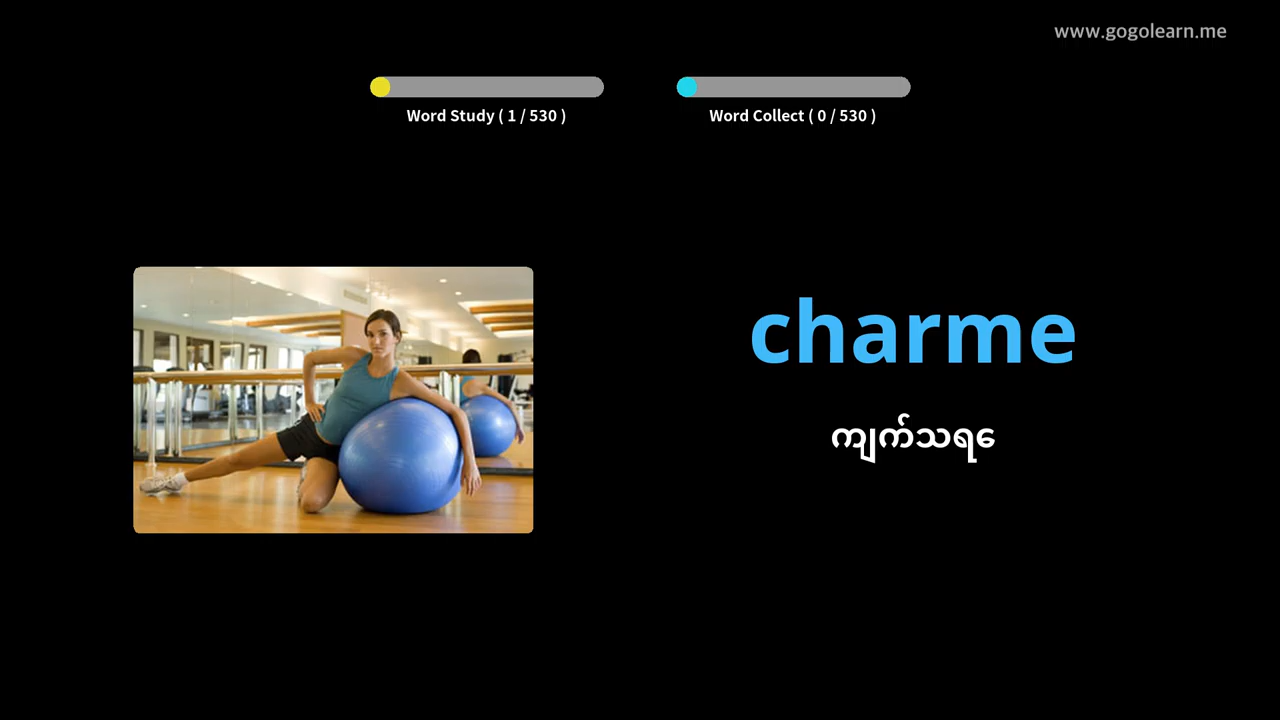 www.gogolearn.me
Word Study ( 1 / 530 )
Word Collect ( 0 / 530 )
charme
ကျက်သရေ